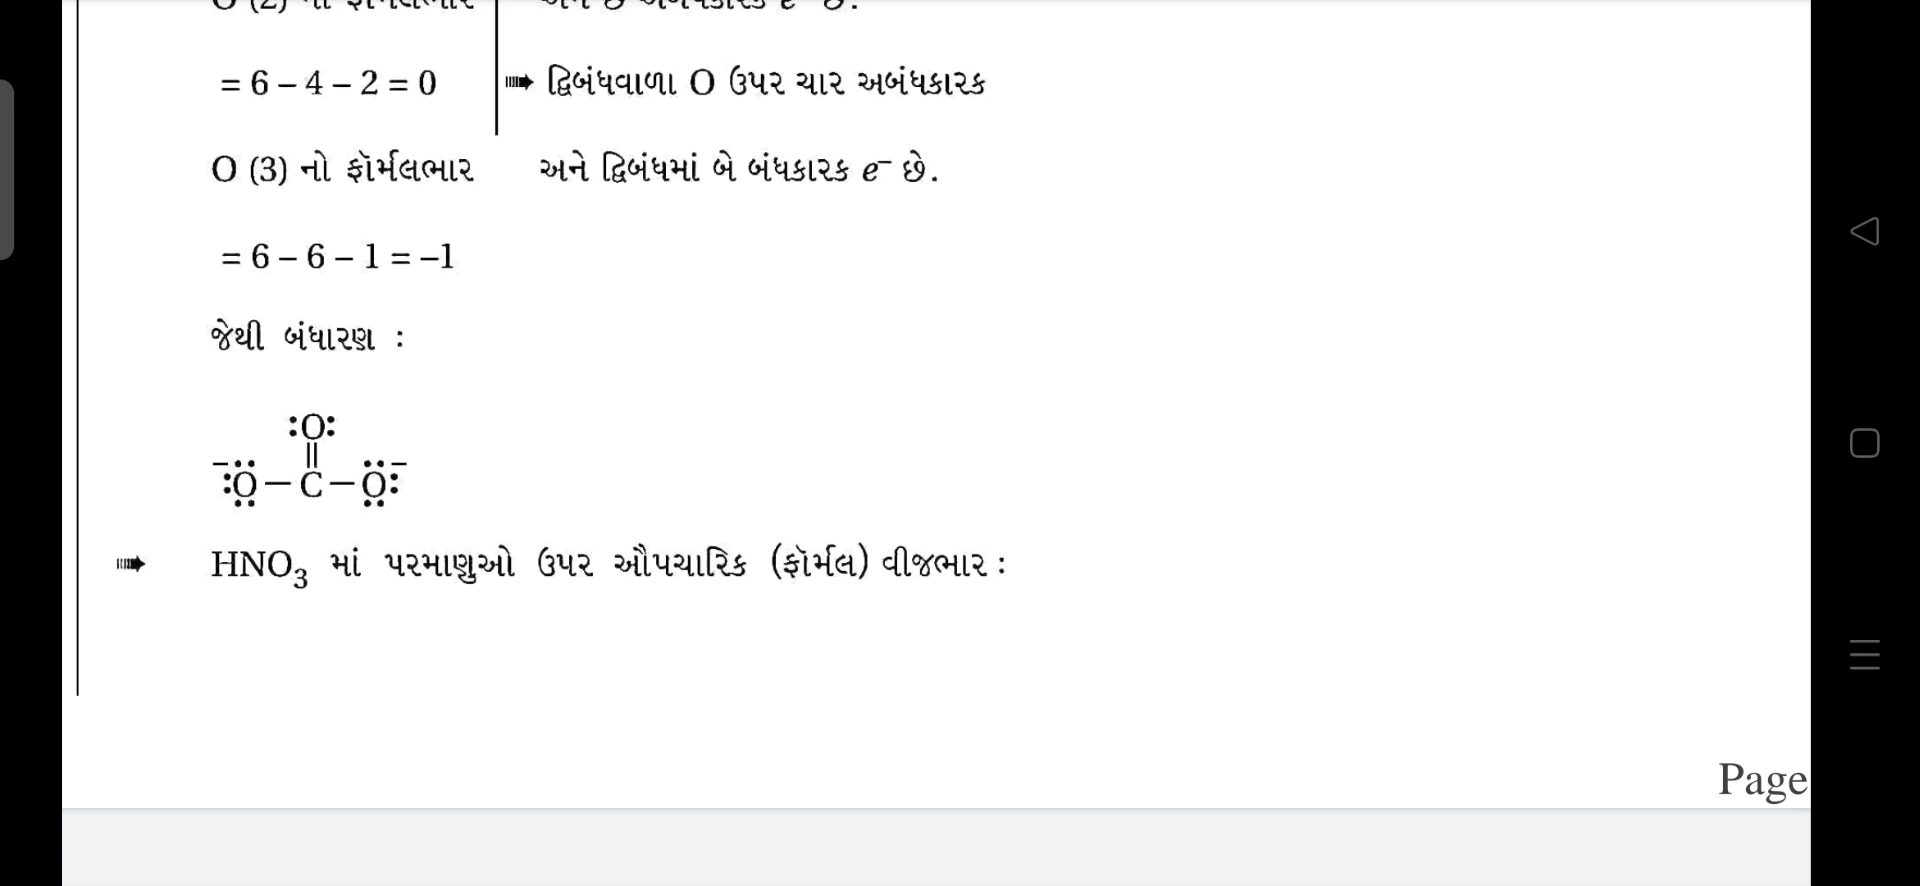 = 6 – 4 – 2 = 0
➠ દ્વિબંધવાળા O ઉપર ચાર અબંધકારક
O (3) નો ફૉર્મલભાર
અને દ્વિબંધમાં બે બંધકારક e⁻ છે.
= 6 – 6 – 1 = –1
જેથી બંધારણ :
:O:
||
⁻:O – C – O:⁻
➠ HNO₃ માં પરમાણુઓ ઉપર ઔપચારિક (ફૉર્મલ) વીજભાર :
Page